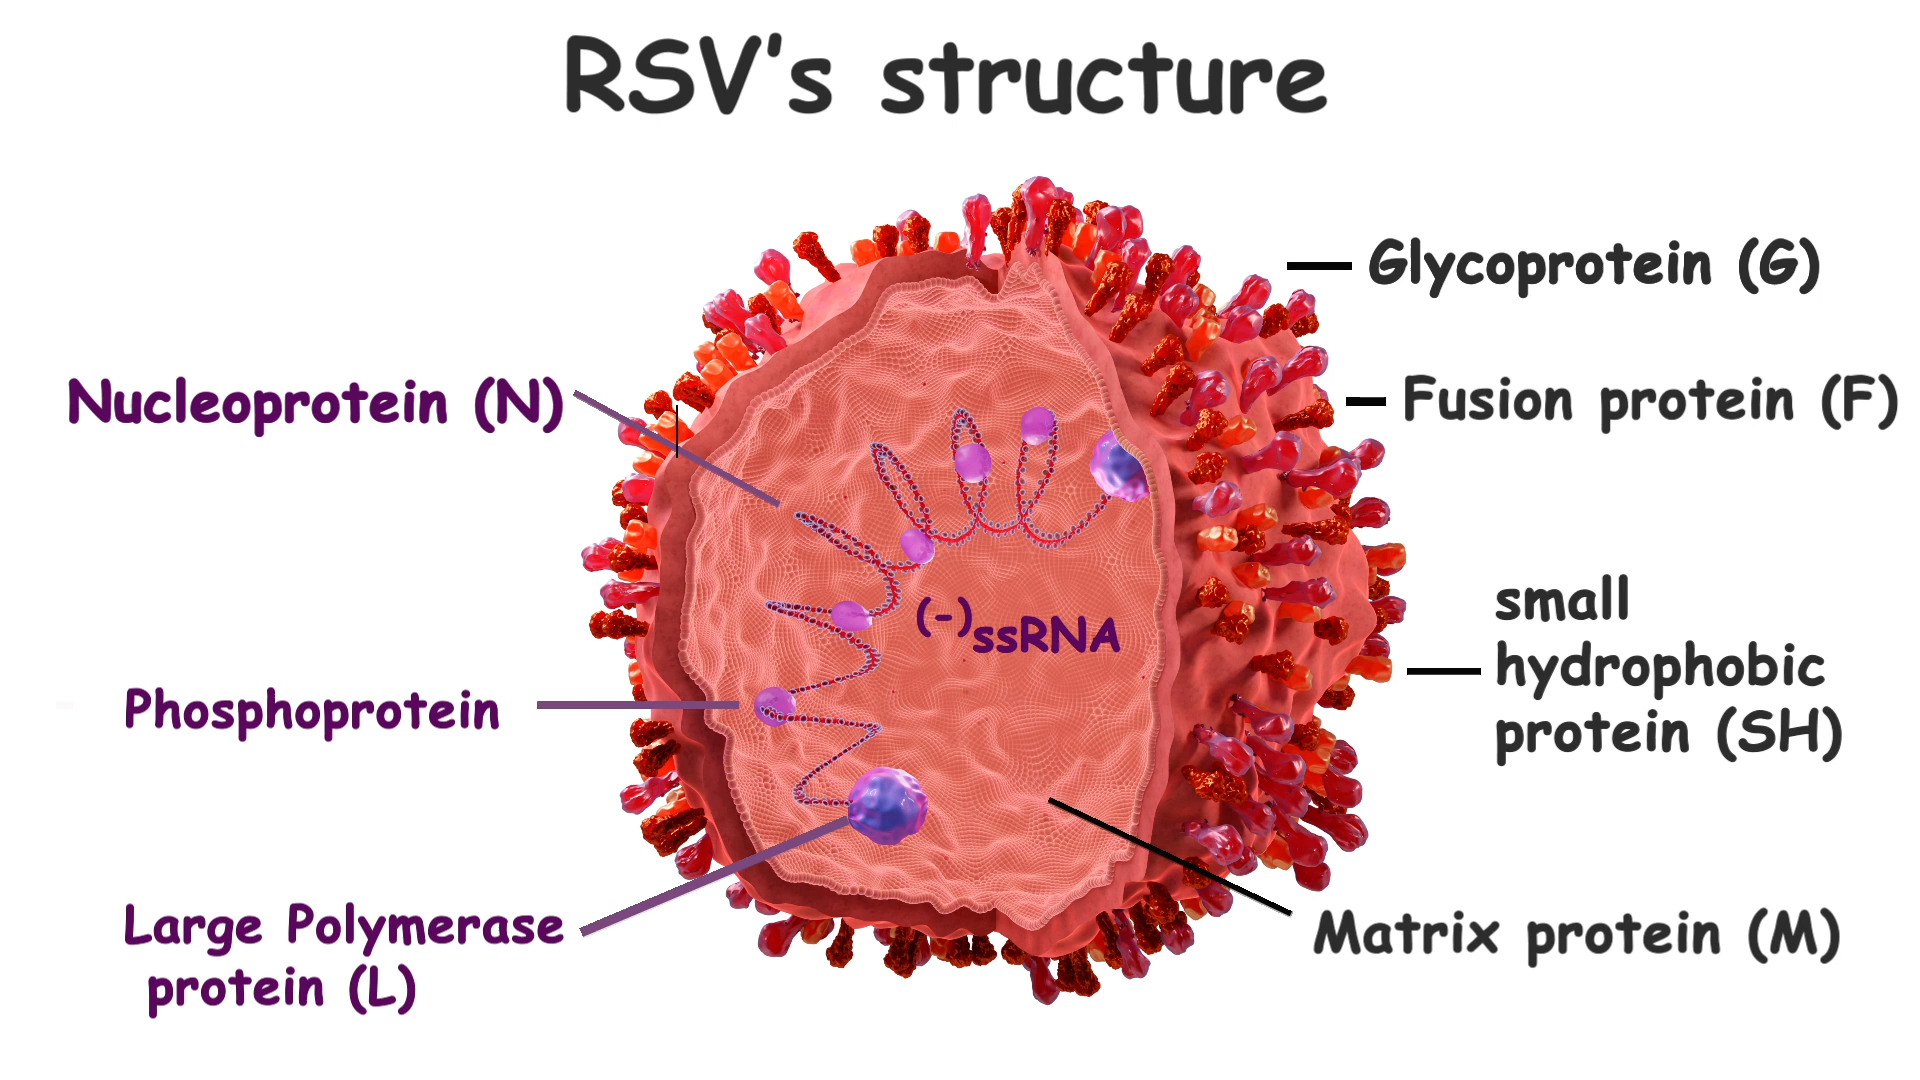 RSV's structure
Glycoprotein (G)
Nucleoprotein (N)
Fusion protein (F)
(-)ssRNA
small
hydrophobic
protein (SH)
Phosphoprotein
Large Polymerase
protein (L)
Matrix protein (M)